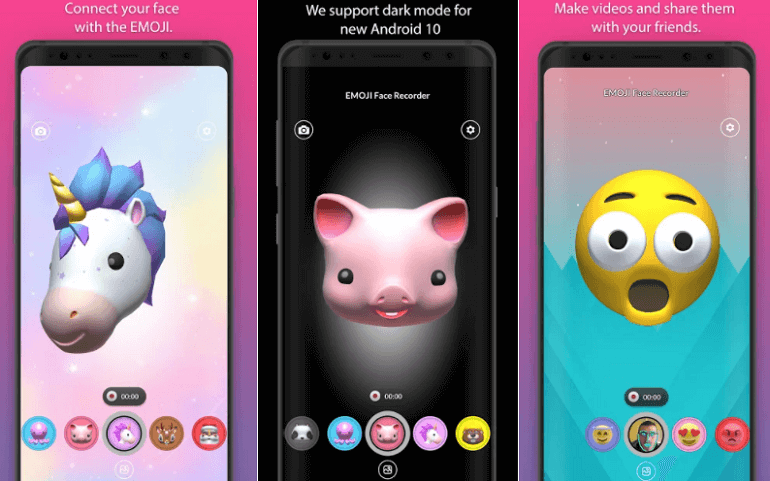 Connect your face
with the EMOJI.
00:00
We support dark mode for
new Android 10
EMOJI Face Recorder
00:00
Make videos and share them
with your friends.
EMOJI Face Recorder
00:00